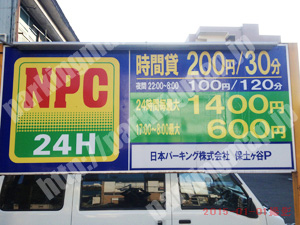 NPC
24H
時間貸 200円/30分
夜間 22:00-8:00 100円/120分
24時間毎最大 1400円
17:00-8:00最大 600円
日本パーキング株式会社 保土ヶ谷P